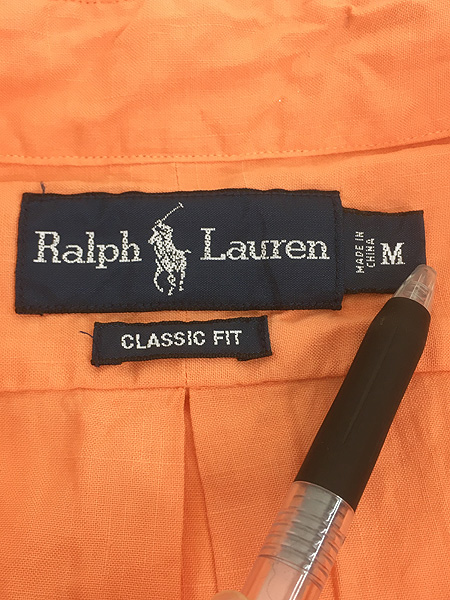 Ralph Lauren
MADE IN
CHINA
M
CLASSIC FIT